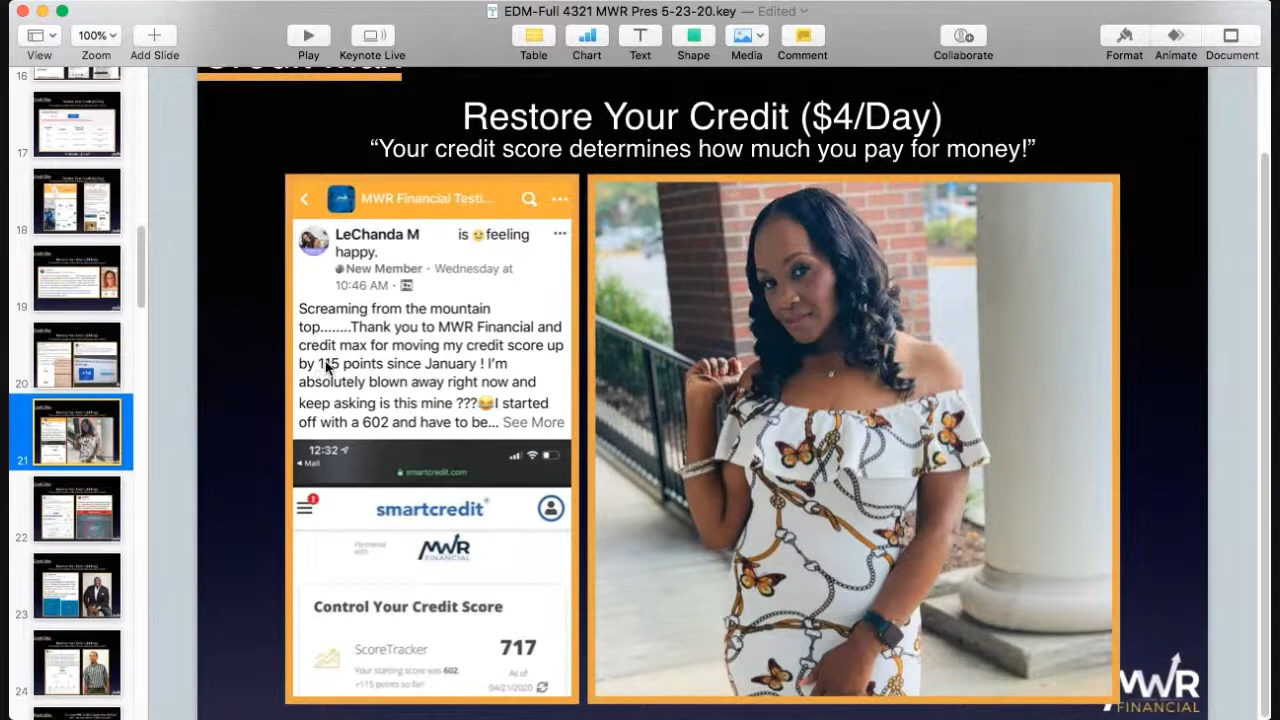 EDM-Full 4321 MWR Pres 5-23-20.key — Edited
100%
View
Zoom
Add Slide
Play
Keynote Live
Table
Chart
Text
Shape
Media
Comment
Collaborate
Format
Animate
Document
16
17
18
19
20
21
22
23
24
Restore Your Credit ($4/Day)
“Your credit score determines how much you pay for money!”
MWR Financial Testi...
LeChanda M is feeling
happy.
New Member · Wednesday at
10:46 AM ·
Screaming from the mountain
top........Thank you to MWR Financial and
credit max for moving my credit score up
by 115 points since January ! I’m
absolutely blown away right now and
keep asking is this mine ???😂I started
off with a 602 and have to be... See More
12:32
Mail
smartcredit.com
smartcredit
Partnered
with
MWR
FINANCIAL
Control Your Credit Score
ScoreTracker
717
Your starting score was 602.
As of
+115 points so far!
04/21/2020
MWR
FINANCIAL